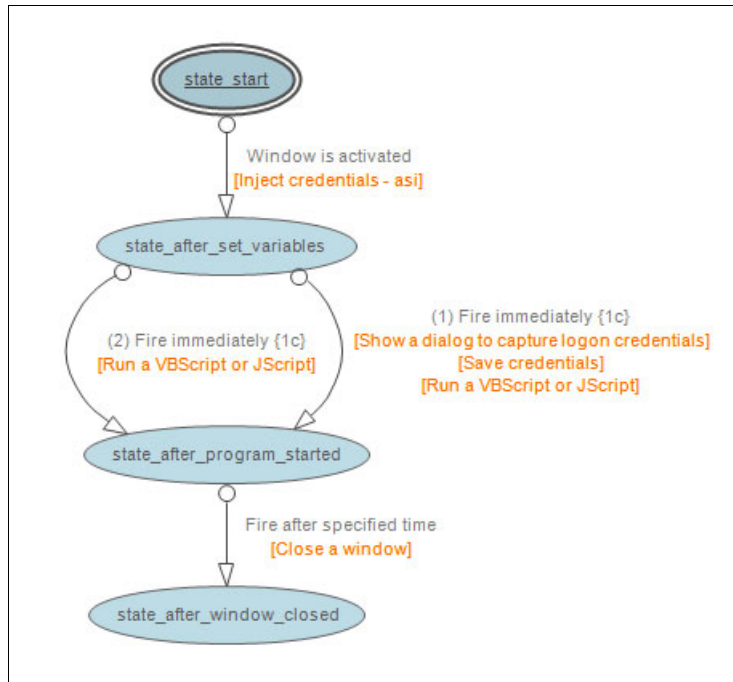 state_start
Window is activated
[Inject credentials - asi]
state_after_set_variables
(2) Fire immediately {1c}
[Run a VBScript or JScript]
(1) Fire immediately {1c}
[Show a dialog to capture logon credentials]
[Save credentials]
[Run a VBScript or JScript]
state_after_program_started
Fire after specified time
[Close a window]
state_after_window_closed